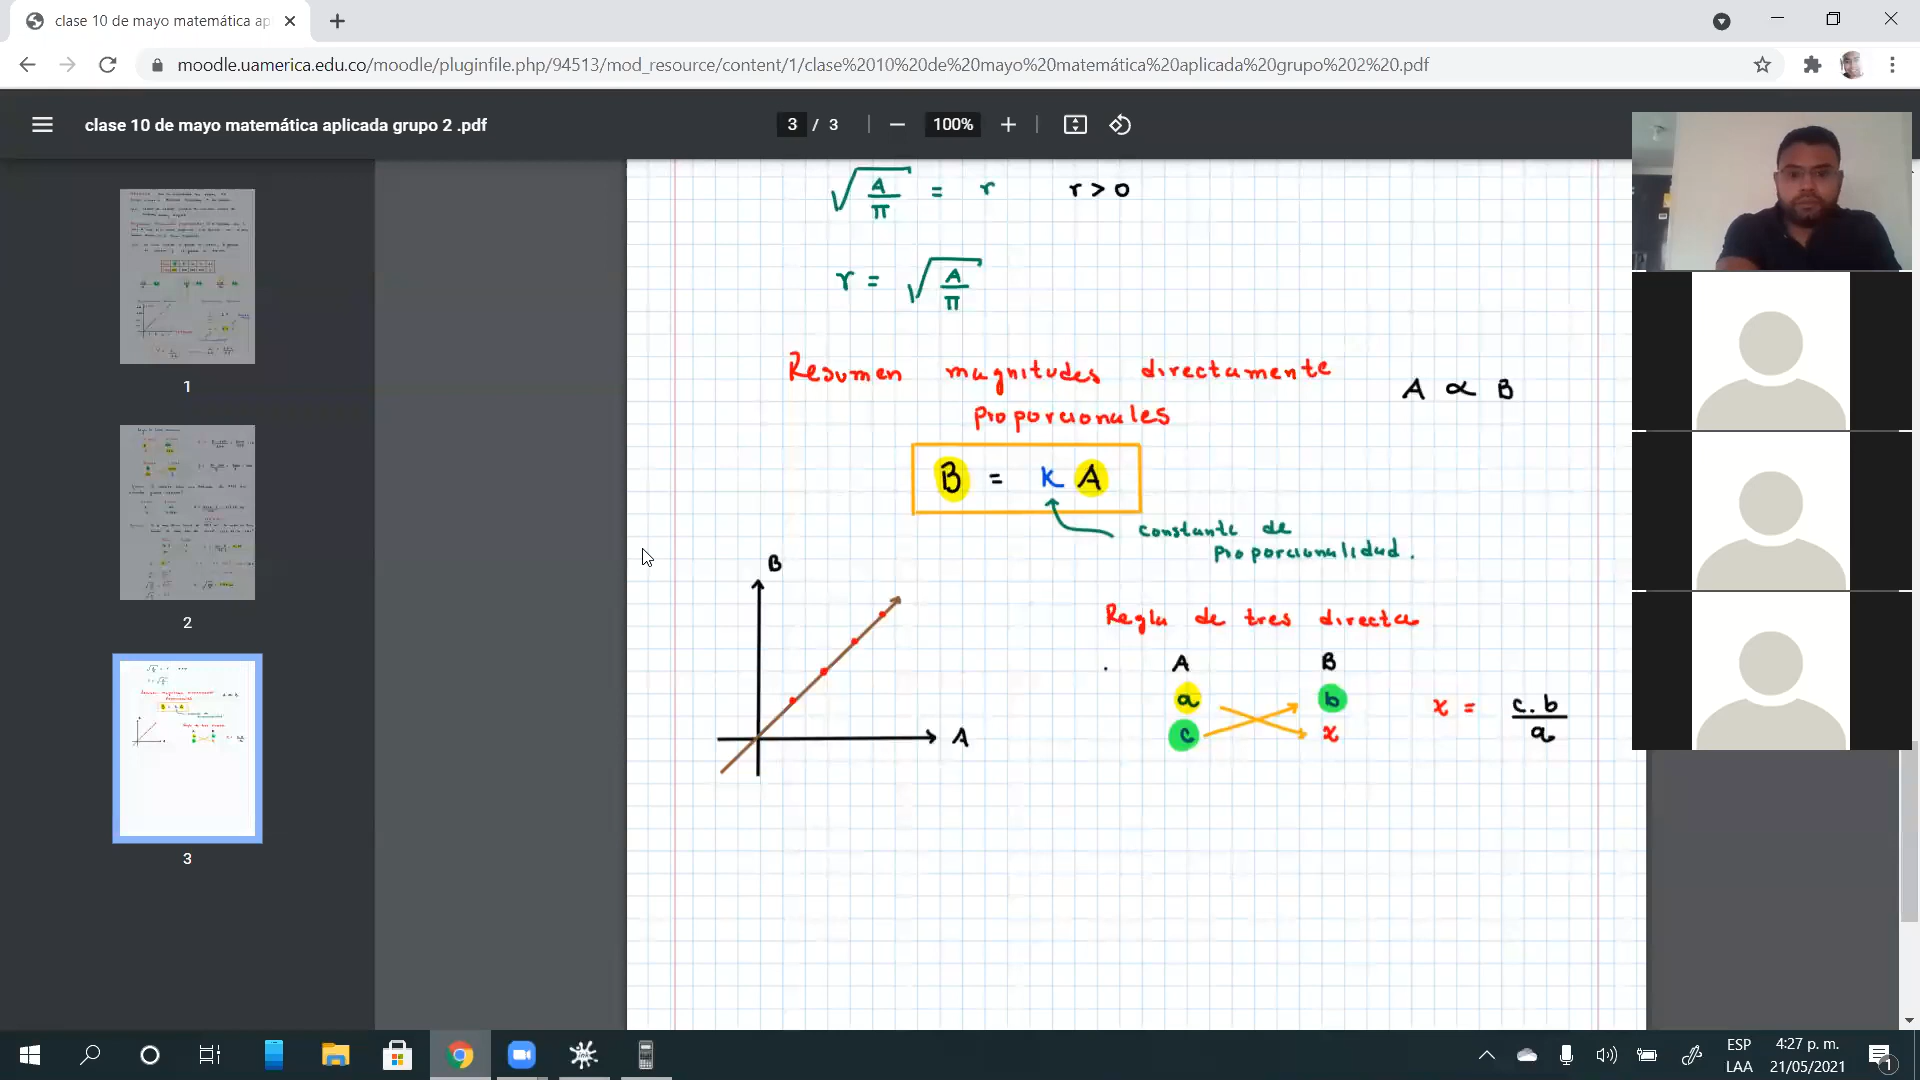 clase 10 de mayo matemática ap
moodle.uamerica.edu.co/moodle/pluginfile.php/94513/mod_resource/content/1/clase%2010%20de%20mayo%20matemática%20aplicada%20grupo%202%20.pdf
clase 10 de mayo matemática aplicada grupo 2 .pdf
3 / 3
100%
1
2
3
√A/π = r r > 0
r = √A/π
Resumen magnitudes directamente
proporcionales
A ∝ B
B = K A
constante de
proporcionalidad.
B
A
Regla de tres directa
A B
a b
c x
x = c.b/a
ESP
LAA
4:27 p. m.
21/05/2021
1